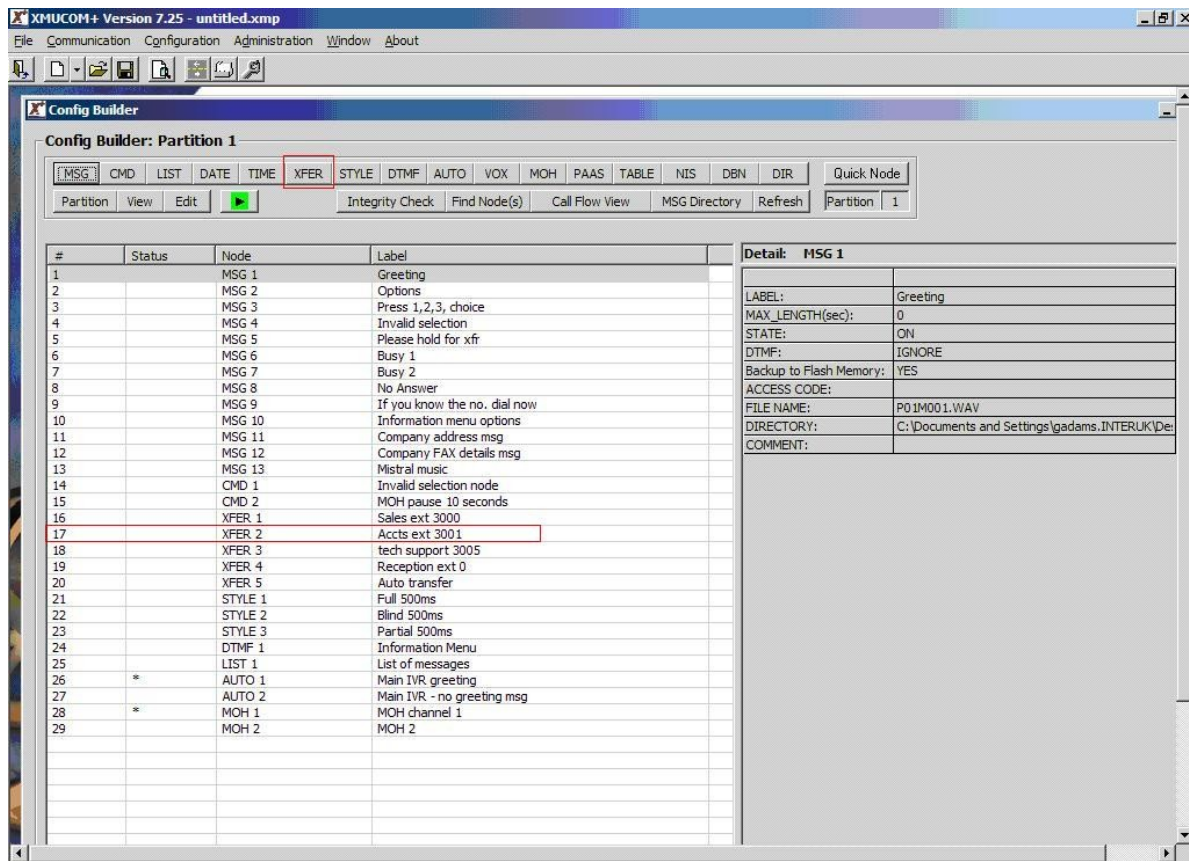 XMUCOM+ Version 7.25 - untitled.xmp
File Communication Configuration Administration Window About
Config Builder
Config Builder: Partition 1
MSG CMD LIST DATE TIME XFER STYLE DTMF AUTO VOX MOH PAAS TABLE NIS DBN DIR Quick Node
Partition View Edit Integrity Check Find Node(s) Call Flow View MSG Directory Refresh Partition 1
# Status Node Label
1 MSG 1 Greeting
2 MSG 2 Options
3 MSG 3 Press 1,2,3, choice
4 MSG 4 Invalid selection
5 MSG 5 Please hold for xfr
6 MSG 6 Busy 1
7 MSG 7 Busy 2
8 MSG 8 No Answer
9 MSG 9 If you know the no. dial now
10 MSG 10 Information menu options
11 MSG 11 Company address msg
12 MSG 12 Company FAX details msg
13 MSG 13 Mistral music
14 CMD 1 Invalid selection node
15 CMD 2 MOH pause 10 seconds
16 XFER 1 Sales ext 3000
17 XFER 2 Accts ext 3001
18 XFER 3 tech support 3005
19 XFER 4 Reception ext 0
20 XFER 5 Auto transfer
21 STYLE 1 Full 500ms
22 STYLE 2 Blind 500ms
23 STYLE 3 Partial 500ms
24 DTMF 1 Information Menu
25 LIST 1 List of messages
26 * AUTO 1 Main IVR greeting
27 AUTO 2 Main IVR - no greeting msg
28 * MOH 1 MOH channel 1
29 MOH 2 MOH 2
Detail: MSG 1
LABEL: Greeting
MAX_LENGTH(sec): 0
STATE: ON
DTMF: IGNORE
Backup to Flash Memory: YES
ACCESS CODE:
FILE NAME: P01M001.WAV
DIRECTORY: C:\Documents and Settings\gadams.INTERUK\De
COMMENT: